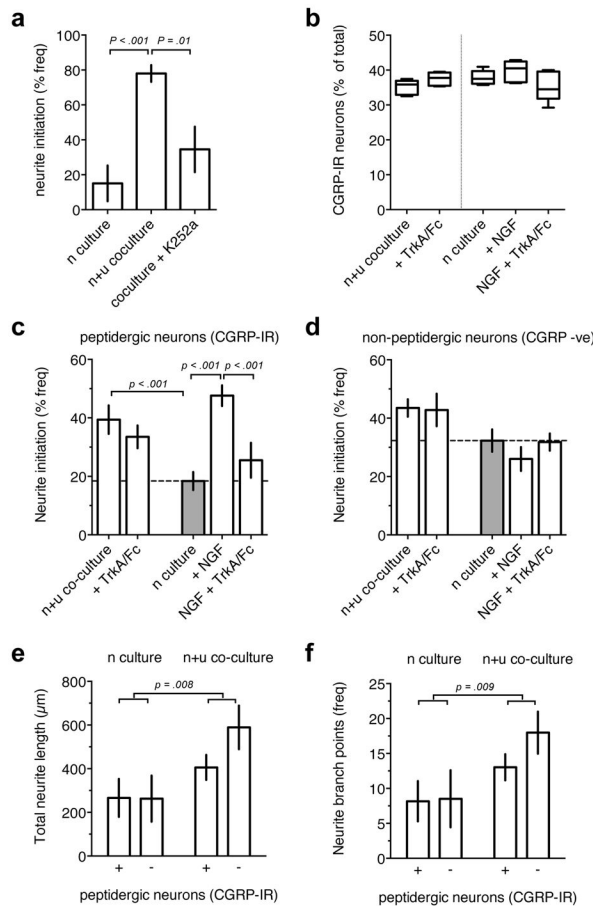 a
P < .001
P = .01
neurite initiation (% freq)
100
80
60
40
20
0
n culture
n+u coculture
coculture + K252a
b
CGRP-IR neurons (% of total)
50
40
30
20
10
0
n+u coculture
+ TrkA/Fc
n culture
+ NGF
NGF + TrkA/Fc
c
peptidergic neurons (CGRP-IR)
p < .001
p < .001
p < .001
Neurite initiation (% freq)
60
40
20
0
n+u co-culture
+ TrkA/Fc
n culture
+ NGF
NGF + TrkA/Fc
d
non-peptidergic neurons (CGRP -ve)
Neurite initiation (% freq)
60
40
20
0
n+u co-culture
+ TrkA/Fc
n culture
+ NGF
NGF + TrkA/Fc
e
n culture
n+u co-culture
p = .008
Total neurite length (µm)
800
600
400
200
0
+
-
+
-
peptidergic neurons (CGRP-IR)
f
n culture
n+u co-culture
p = .009
Neurite branch points (freq)
25
20
15
10
5
0
+
-
+
-
peptidergic neurons (CGRP-IR)